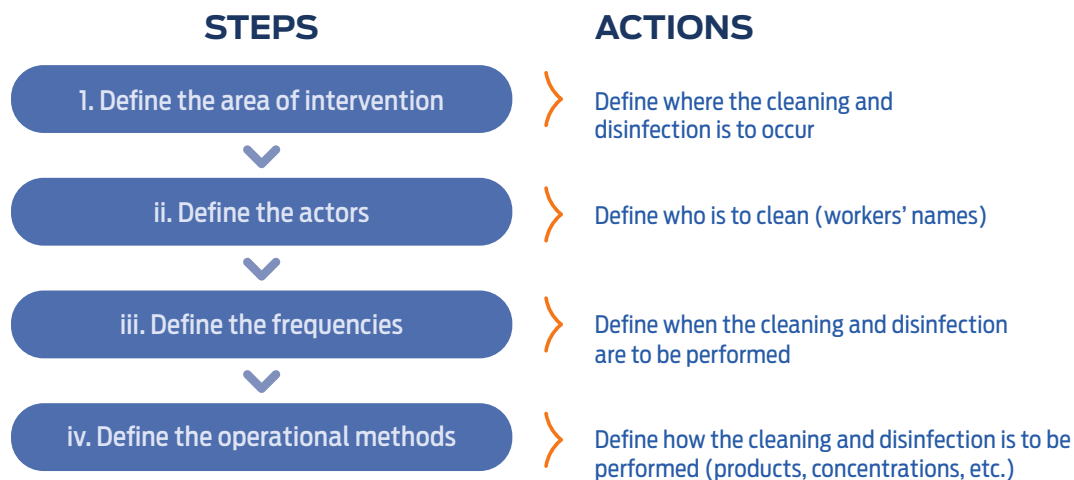 STEPS
ACTIONS
1. Define the area of intervention
Define where the cleaning and
disinfection is to occur
ii. Define the actors
Define who is to clean (workers’ names)
iii. Define the frequencies
Define when the cleaning and disinfection
are to be performed
iv. Define the operational methods
Define how the cleaning and disinfection is to be
performed (products, concentrations, etc.)